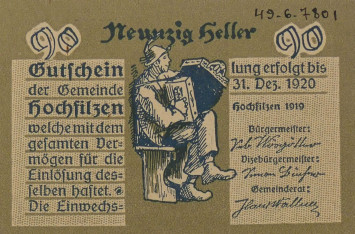 49-6-7801
Neunzig Heller
90 90
Gutschein
der Gemeinde
Hochfilzen
welche mit dem
gesamten Ver-
mögen für die
Einlösung des-
selben haftet.
Die Einwechs-
lung erfolgt bis
31. Dez. 1920
Hochfilzen 1919
Bürgermeister:
Vizebürgermeister:
Gemeinderat: